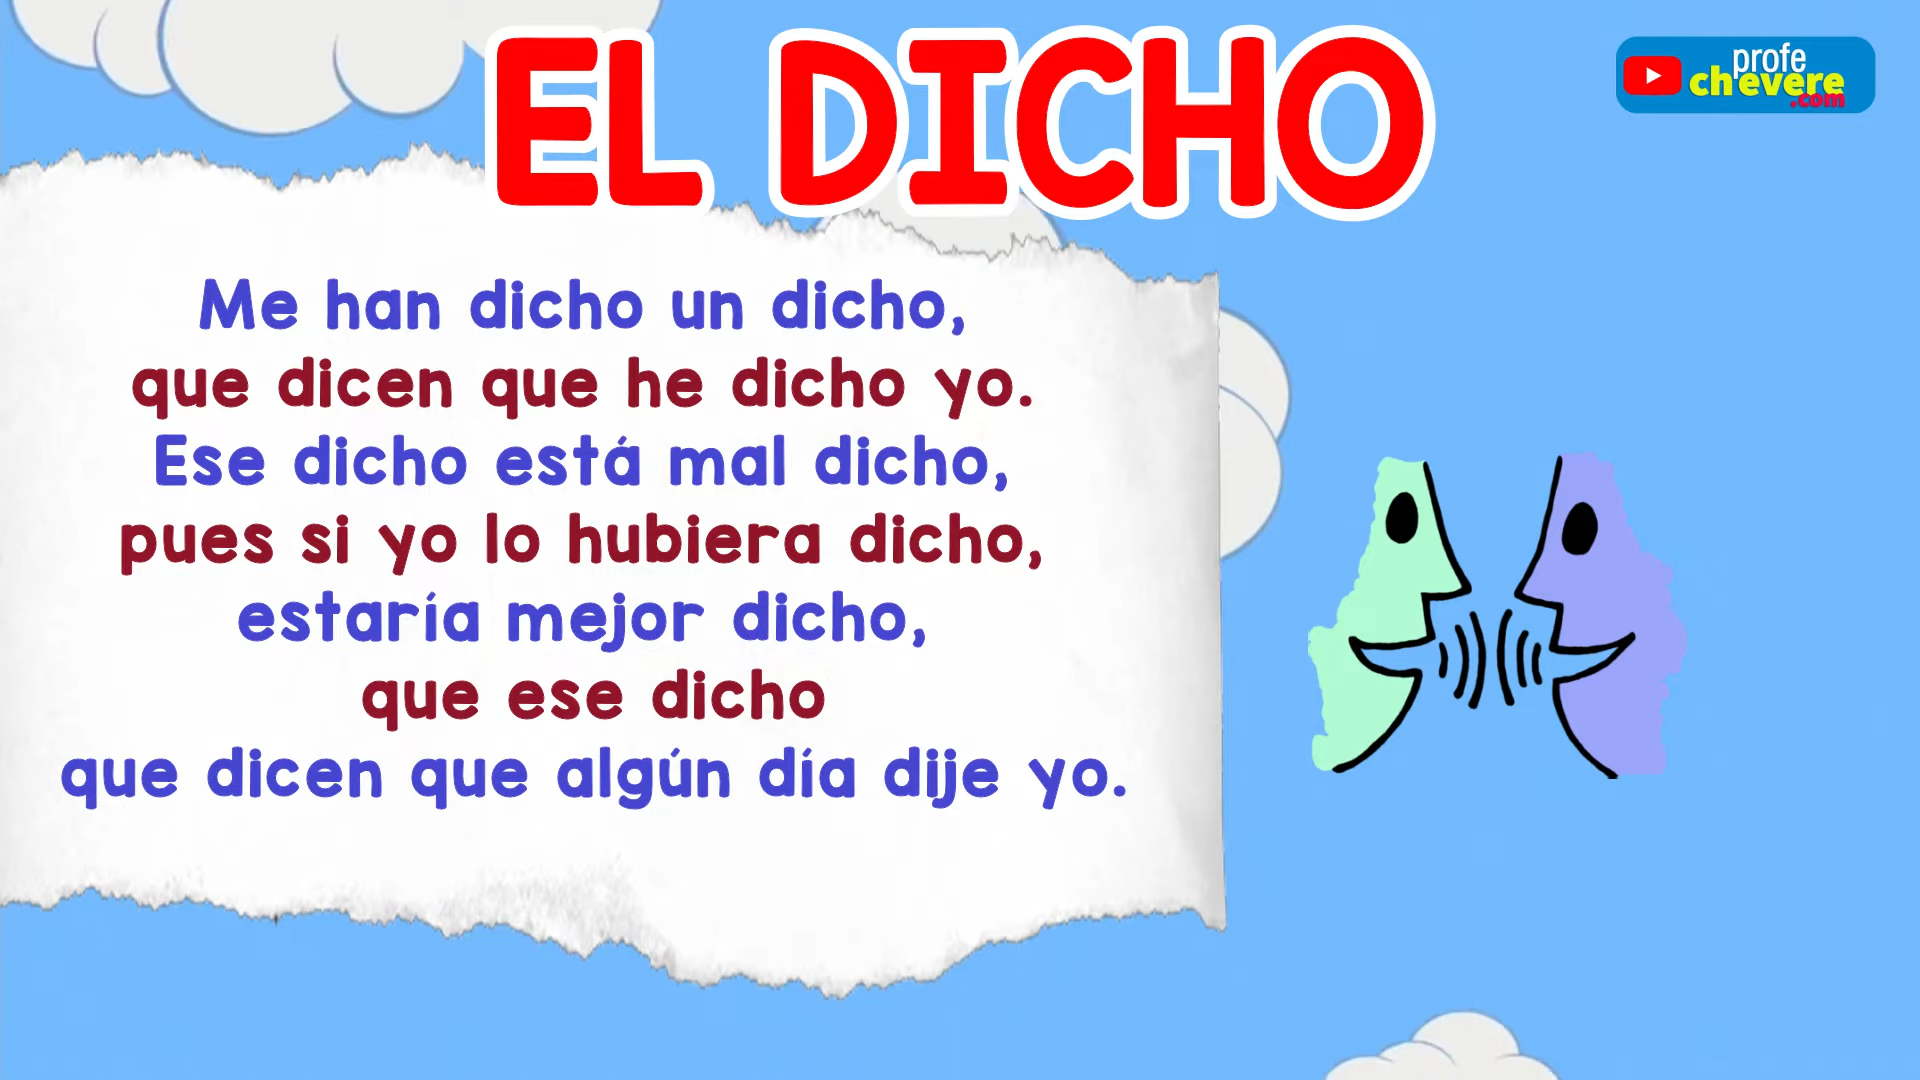 EL DICHO
profe
chevere
.com
Me han dicho un dicho,
que dicen que he dicho yo.
Ese dicho está mal dicho,
pues si yo lo hubiera dicho,
estaría mejor dicho,
que ese dicho
que dicen que algún día dije yo.